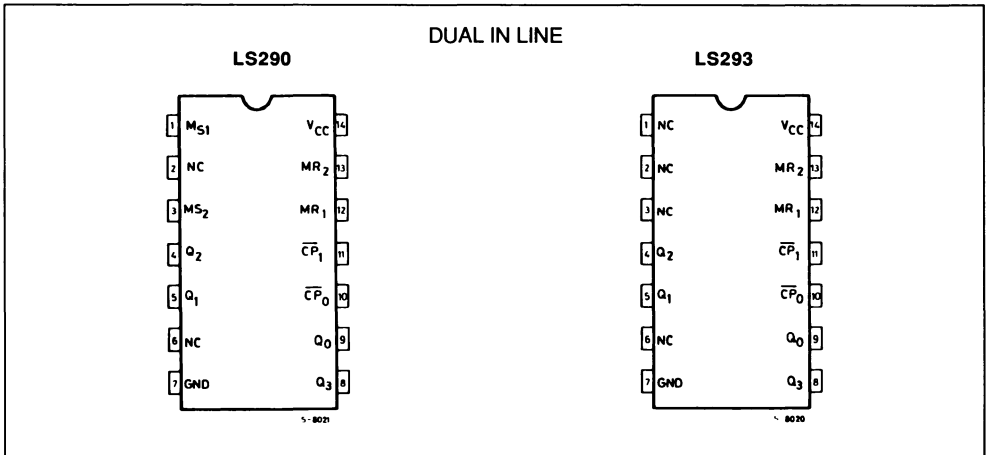 DUAL IN LINE
LS290
LS293
1 MS1 VCC 14
2 NC MR2 13
3 MS2 MR1 12
4 Q2 CP1 11
5 Q1 CP0 10
6 NC Q0 9
7 GND Q3 8
S-8021
1 NC VCC 14
2 NC MR2 13
3 NC MR1 12
4 Q2 CP1 11
5 Q1 CP0 10
6 NC Q0 9
7 GND Q3 8
S-8020